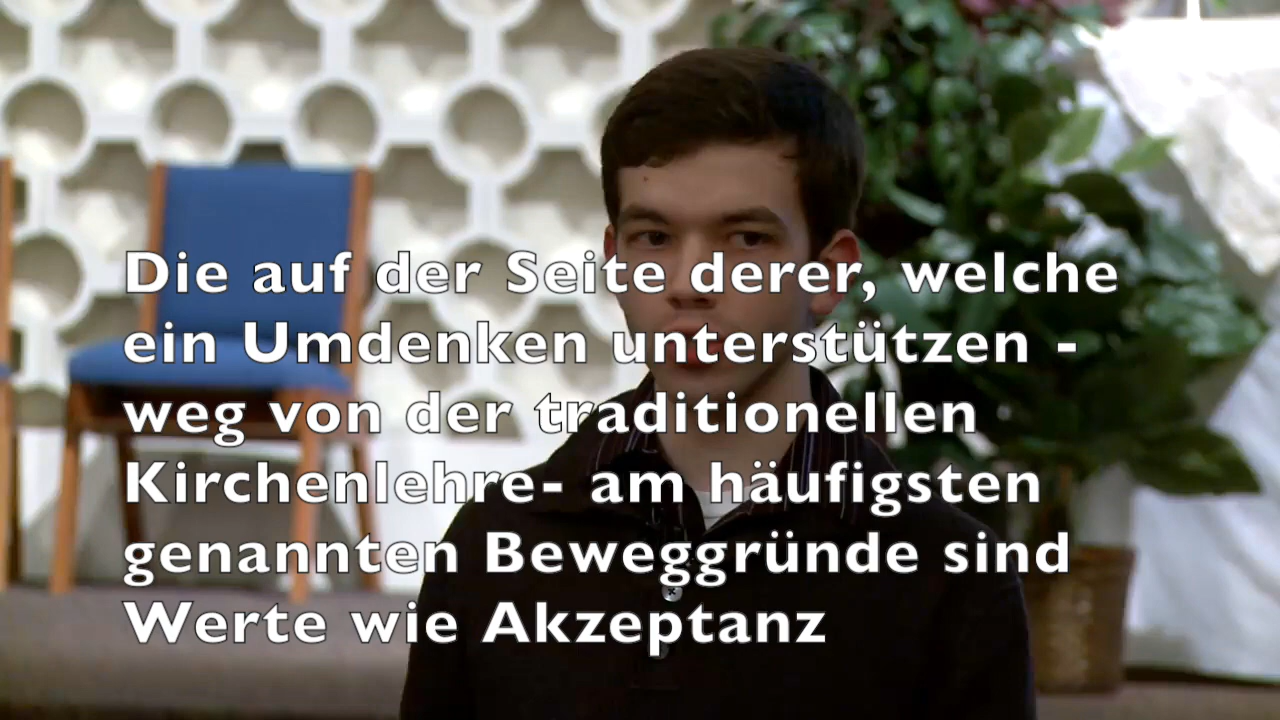 Die auf der Seite derer, welche
ein Umdenken unterstützen -
weg von der traditionellen
Kirchenlehre- am häufigsten
genannten Beweggründe sind
Werte wie Akzeptanz